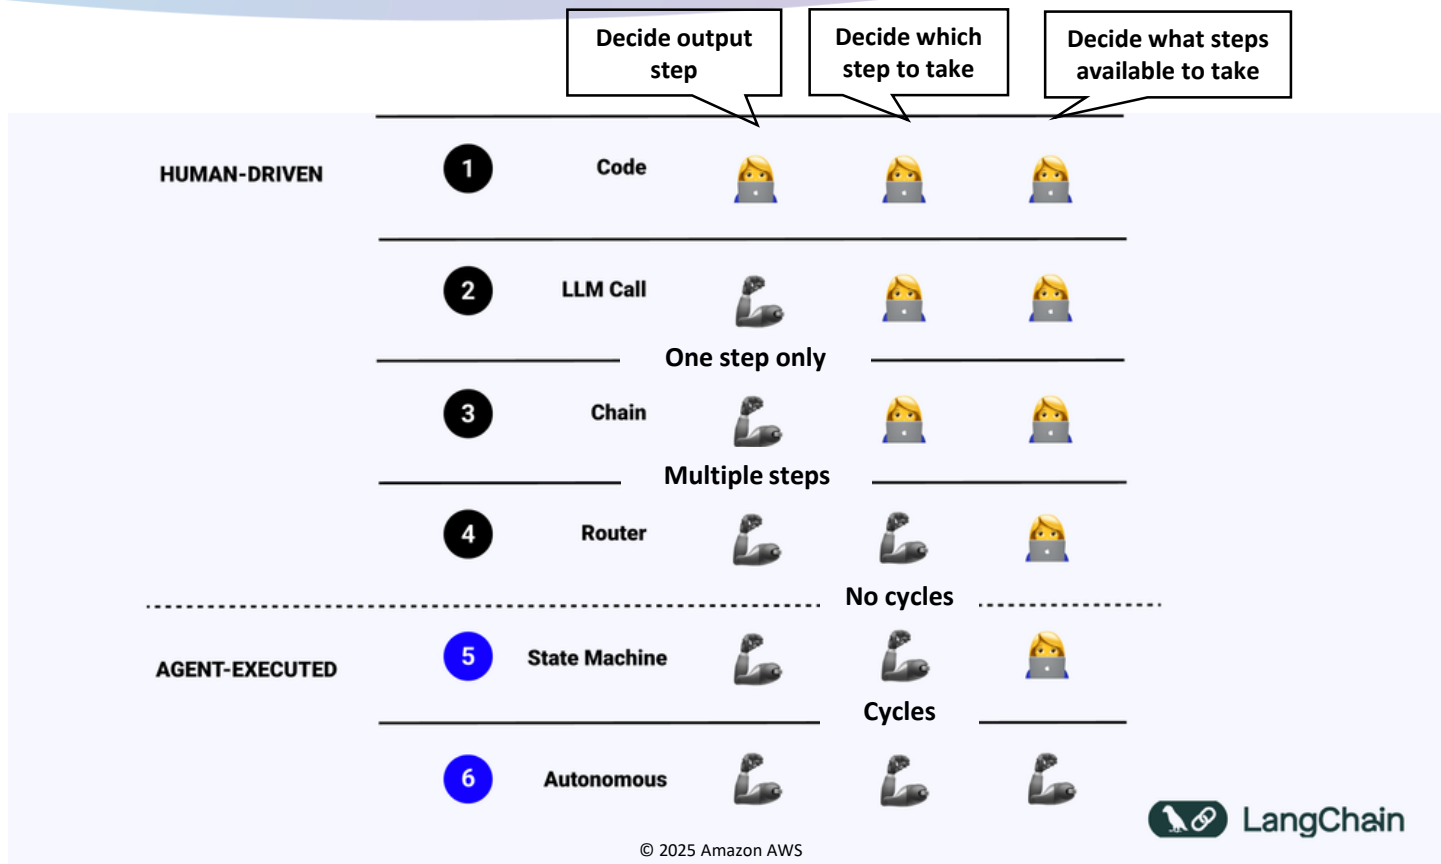 Decide output
step
Decide which
step to take
Decide what steps
available to take
HUMAN-DRIVEN
1
Code
2
LLM Call
One step only
3
Chain
Multiple steps
4
Router
No cycles
AGENT-EXECUTED
5
State Machine
Cycles
6
Autonomous
LangChain
© 2025 Amazon AWS